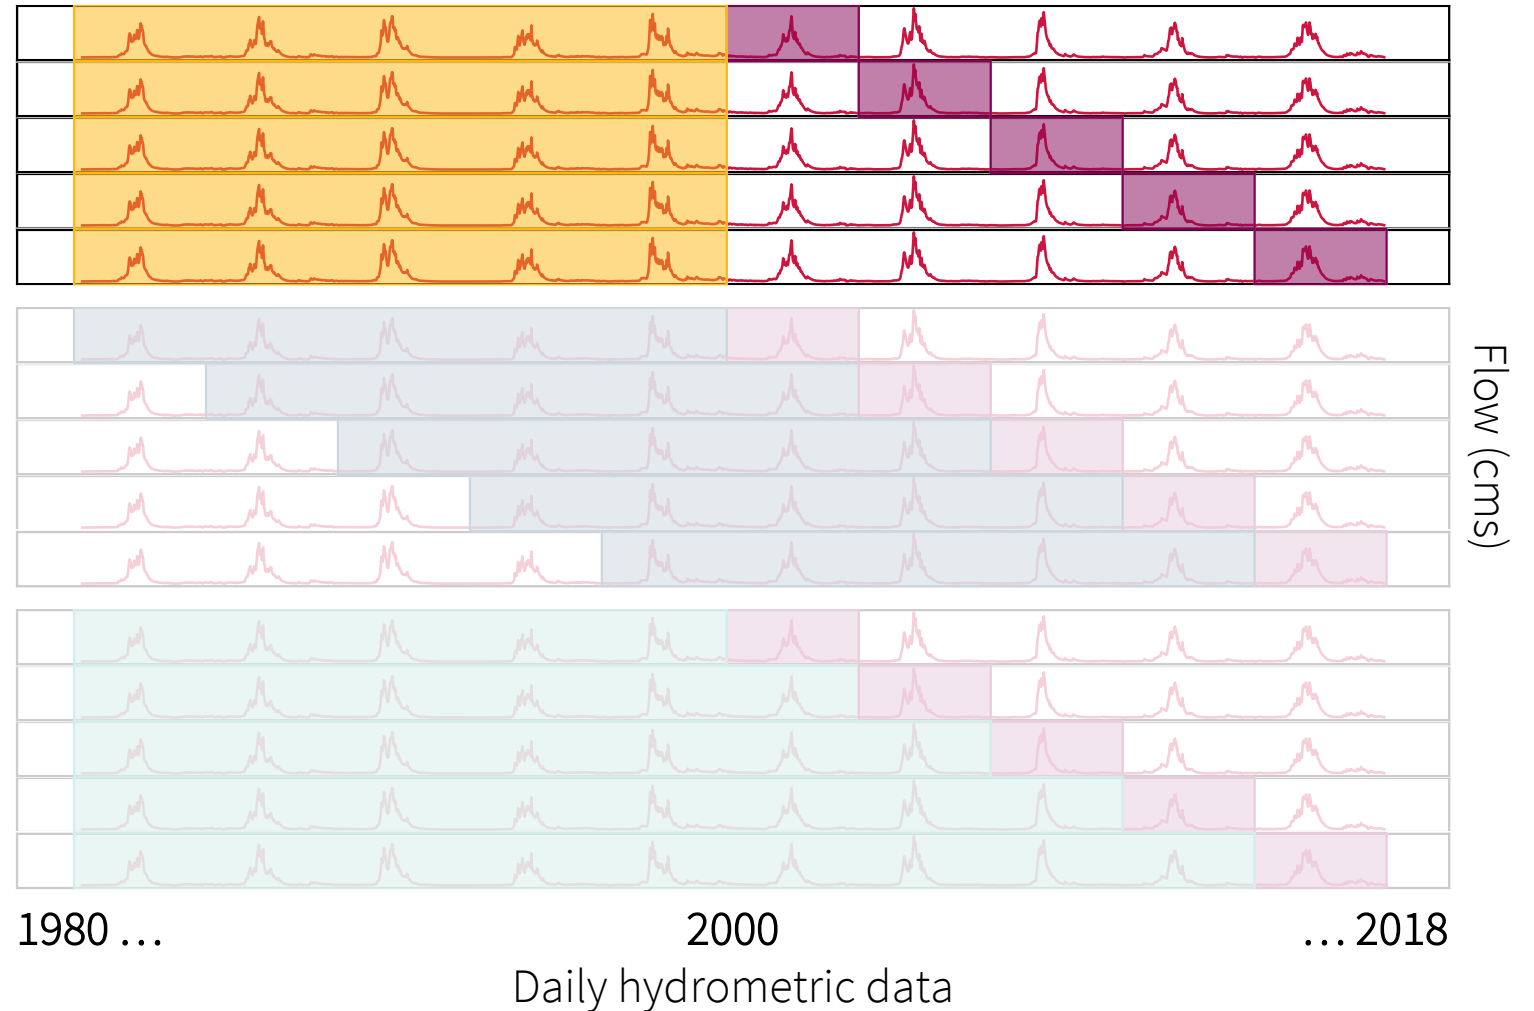 Flow (cms)
1980 ...
2000
... 2018
Daily hydrometric data